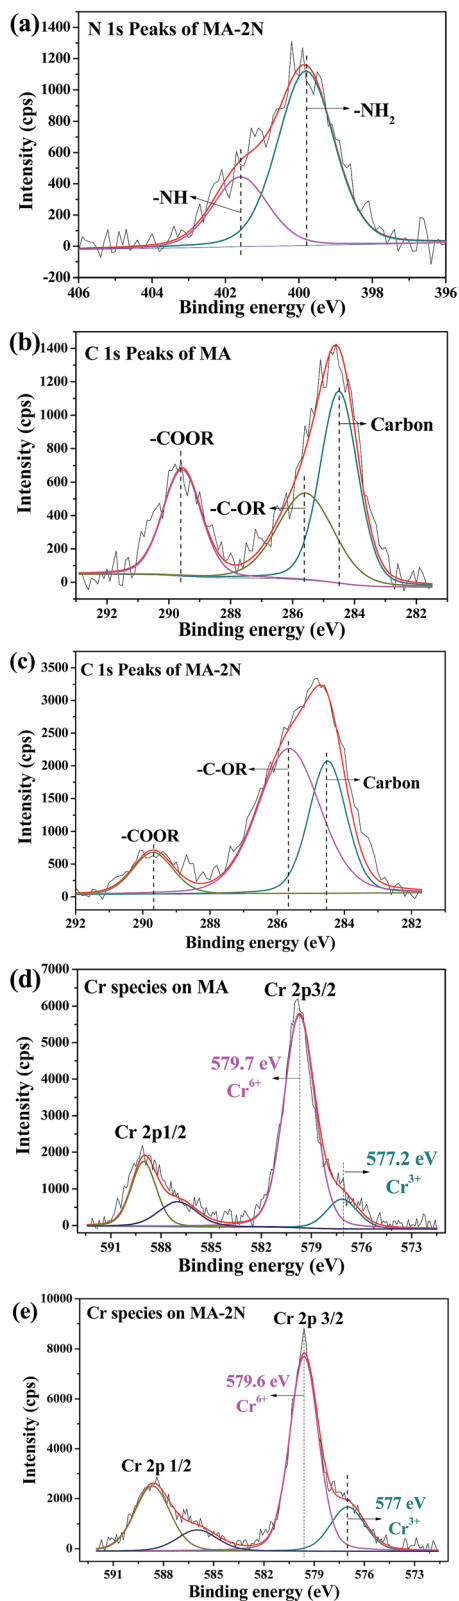 (a)
N 1s Peaks of MA-2N
1400
1200
1000
800
600
400
200
0
-200
Intensity (cps)
-NH₂
-NH
406 404 402 400 398 396
Binding energy (eV)
(b)
C 1s Peaks of MA
1400
1200
1000
800
600
400
200
0
Intensity (cps)
-COOR
Carbon
-C-OR
292 290 288 286 284 282
Binding energy (eV)
(c)
C 1s Peaks of MA-2N
3500
3000
2500
2000
1500
1000
500
0
Intensity (cps)
-C-OR
Carbon
-COOR
292 290 288 286 284 282
Binding energy (eV)
(d)
Cr species on MA
Cr 2p3/2
7000
6000
5000
4000
3000
2000
1000
0
Intensity (cps)
579.7 eV
Cr⁶⁺
Cr 2p1/2
577.2 eV
Cr³⁺
591 588 585 582 579 576 573
Binding energy (eV)
(e)
Cr species on MA-2N
Cr 2p 3/2
10000
8000
6000
4000
2000
0
Intensity (cps)
579.6 eV
Cr⁶⁺
Cr 2p 1/2
577 eV
Cr³⁺
591 588 585 582 579 576 573
Binding energy (eV)